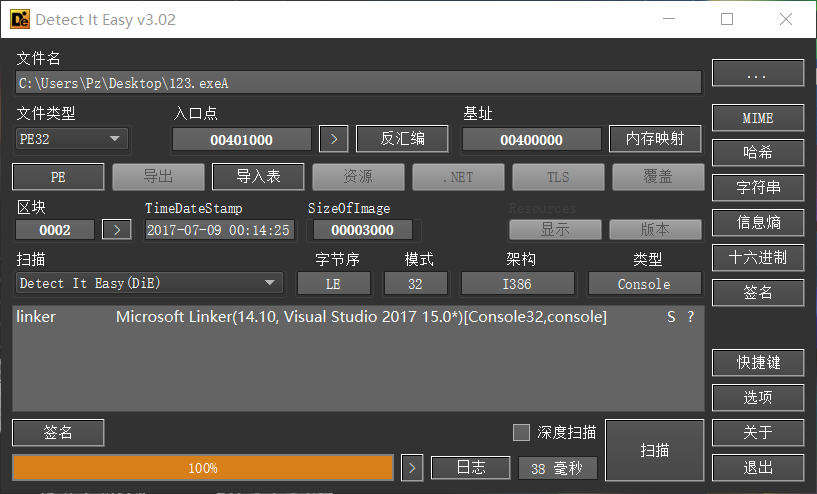 Detect It Easy v3.02
文件名
C:\Users\Pz\Desktop\123.exeA
...
文件类型
入口点
基址
PE32
00401000
>
反汇编
00400000
内存映射
MIME
PE
导出
导入表
资源
.NET
TLS
覆盖
哈希
区块
TimeDateStamp
SizeOfImage
Resources
字符串
0002
>
2017-07-09 00:14:25
00003000
显示
版本
信息熵
扫描
字节序
模式
架构
类型
十六进制
Detect It Easy(DiE)
LE
32
I386
Console
签名
linker Microsoft Linker(14.10, Visual Studio 2017 15.0*)[Console32,console] S ?
快捷键
选项
签名
深度扫描
扫描
关于
100%
>
日志
38 毫秒
退出